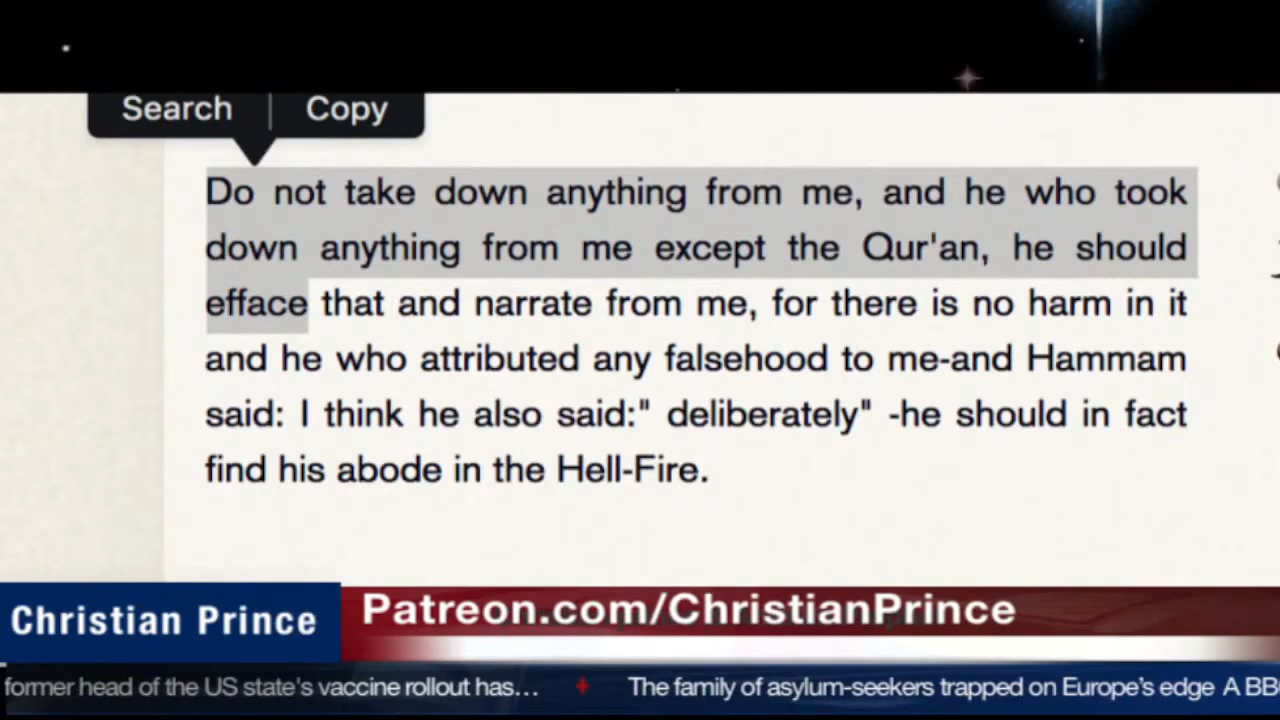 Search | Copy
Do not take down anything from me, and he who took
down anything from me except the Qur'an, he should
efface that and narrate from me, for there is no harm in it
and he who attributed any falsehood to me-and Hammam
said: I think he also said:" deliberately" -he should in fact
find his abode in the Hell-Fire.
Christian Prince
Patreon.com/ChristianPrince
former head of the US state's vaccine rollout has… The family of asylum-seekers trapped on Europe's edge A BB